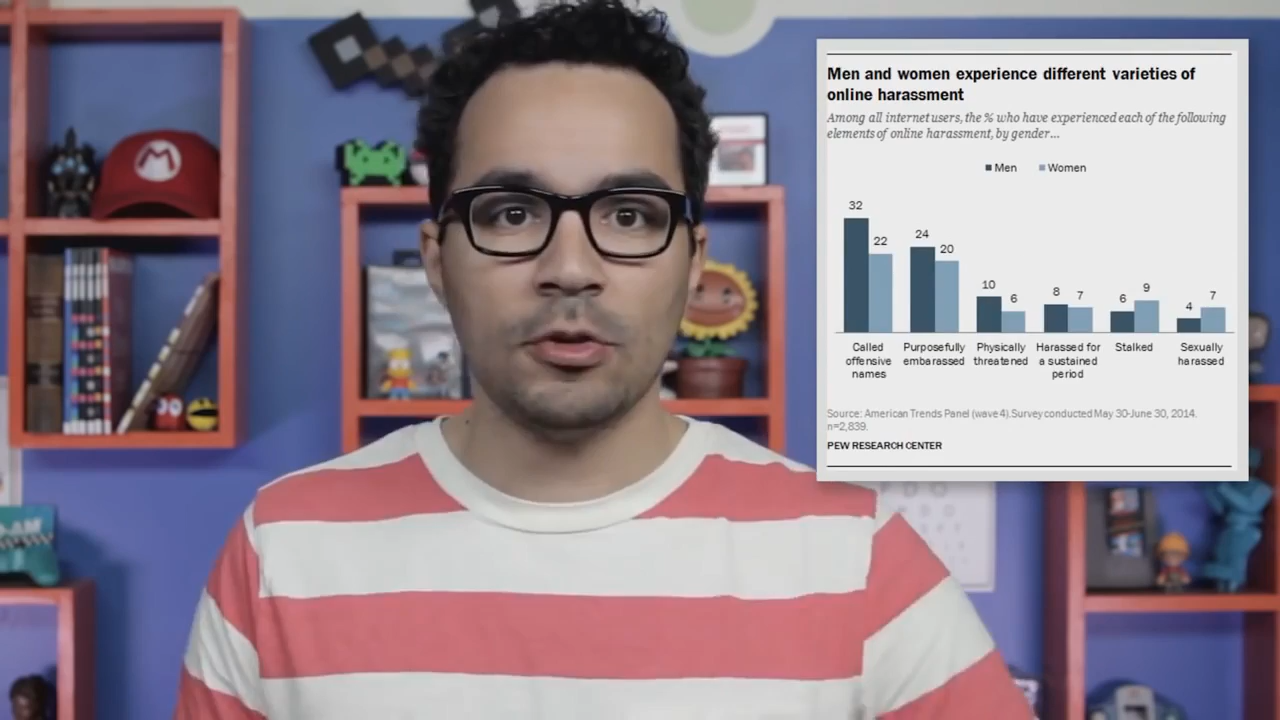 Men and women experience different varieties of
online harassment
Among all internet users, the % who have experienced each of the following
elements of online harassment, by gender...
Men Women
32
22
24
20
10
6
8
7
6
9
4
7
Called
offensive
names
Purposefully
embarassed
Physically
threatened
Harassed for
a sustained
period
Stalked
Sexually
harassed
Source: American Trends Panel (wave 4). Survey conducted May 30-June 30, 2014.
n=2,839.
PEW RESEARCH CENTER
M